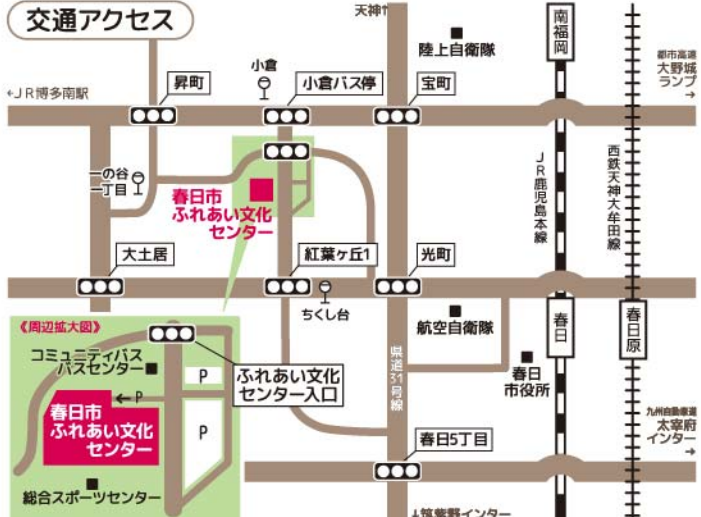 交通アクセス
天神↑
陸上自衛隊
南福岡
都市高速
大野城
ランプ
→
←JR博多南駅
昇町
小倉
小倉バス停
宝町
一の谷
一丁目
春日市
ふれあい文化
センター
JR鹿児島本線
西鉄天神大牟田線
大土居
紅葉ヶ丘1
光町
ちくし台
航空自衛隊
春日
春日原
春日
市役所
県道31号線
《周辺拡大図》
コミュニティバス
バスセンター
P
ふれあい文化
センター入口
←P
春日市
ふれあい文化
センター
P
総合スポーツセンター
春日5丁目
九州自動車道
太宰府
インター
→
↓筑紫野インター